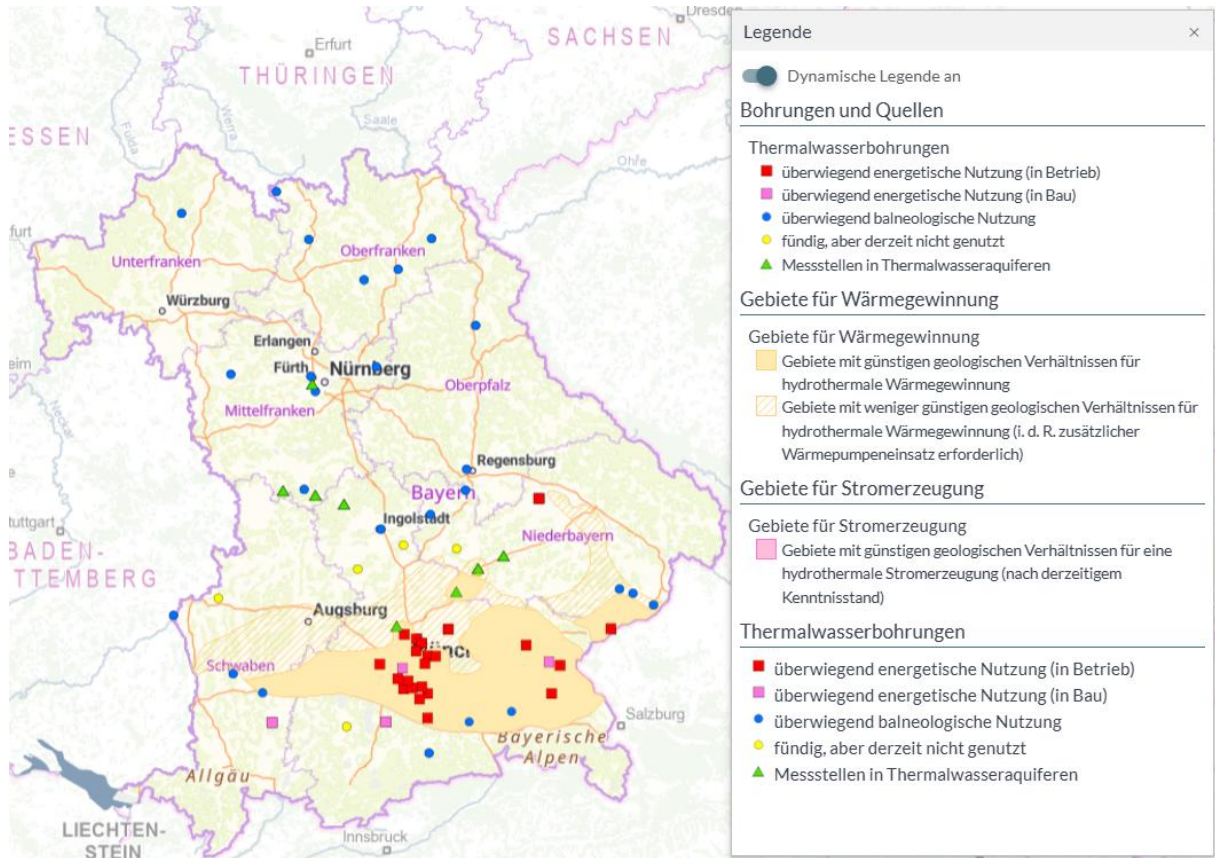 Dresden
SACHSEN
Erfurt
THÜRINGEN
ESSEN
Fulda
Werra
Saale
Ohře
furt
Unterfranken
Oberfranken
Würzburg
Erlangen
Fürth
Nürnberg
eim
Neckar
Mittelfranken
Oberpfalz
Regensburg
Bayern
Ingolstadt
Niederbayern
tuttgart
BADEN-
TTEMBERG
Augsburg
Schwaben
Salzburg
Bayerische
Alpen
Allgäu
LIECHTEN-
STEIN
Innsbruck
Legende
×
Dynamische Legende an
Bohrungen und Quellen
Thermalwasserbohrungen
überwiegend energetische Nutzung (in Betrieb)
überwiegend energetische Nutzung (in Bau)
überwiegend balneologische Nutzung
fündig, aber derzeit nicht genutzt
Messstellen in Thermalwasseraquiferen
Gebiete für Wärmegewinnung
Gebiete für Wärmegewinnung
Gebiete mit günstigen geologischen Verhältnissen für
hydrothermale Wärmegewinnung
Gebiete mit weniger günstigen geologischen Verhältnissen für
hydrothermale Wärmegewinnung (i. d. R. zusätzlicher
Wärmepumpeneinsatz erforderlich)
Gebiete für Stromerzeugung
Gebiete für Stromerzeugung
Gebiete mit günstigen geologischen Verhältnissen für eine
hydrothermale Stromerzeugung (nach derzeitigem
Kenntnisstand)
Thermalwasserbohrungen
überwiegend energetische Nutzung (in Betrieb)
überwiegend energetische Nutzung (in Bau)
überwiegend balneologische Nutzung
fündig, aber derzeit nicht genutzt
Messstellen in Thermalwasseraquiferen